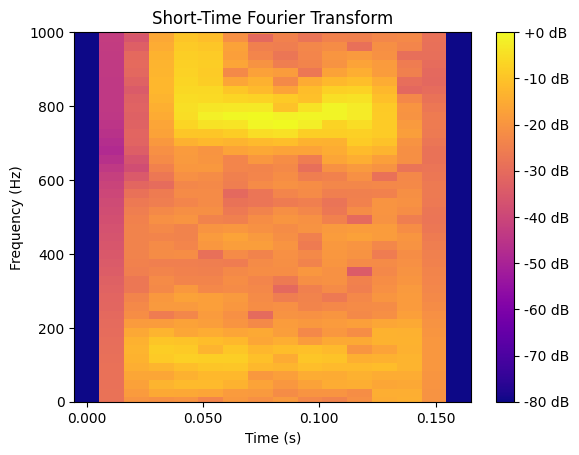 Short-Time Fourier Transform
1000
800
600
400
200
0
Frequency (Hz)
0.000
0.050
0.100
0.150
Time (s)
+0 dB
-10 dB
-20 dB
-30 dB
-40 dB
-50 dB
-60 dB
-70 dB
-80 dB